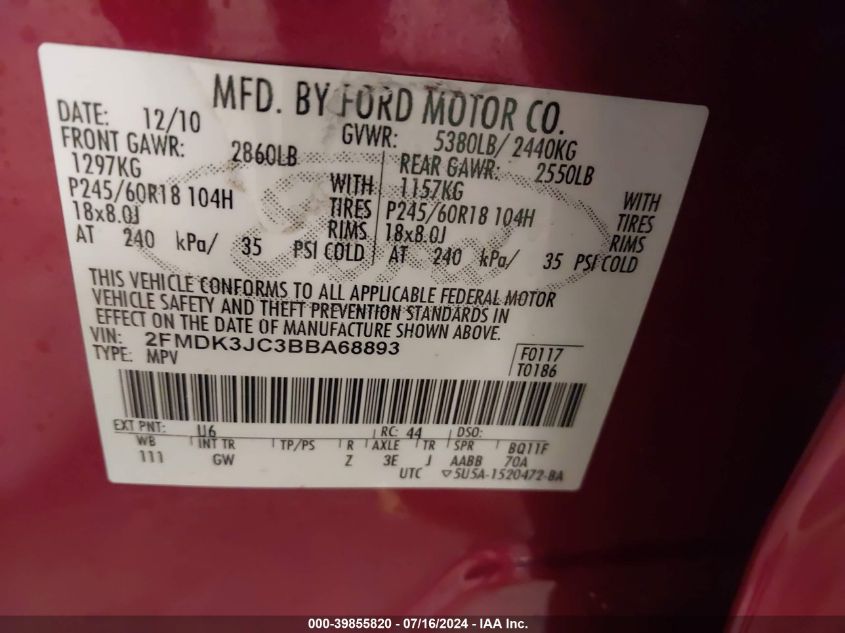 MFD. BY FORD MOTOR CO.
DATE: 12/10 GVWR: 5380LB/ 2440KG
FRONT GAWR: 2860LB REAR GAWR: 2550LB
1297KG WITH 1157KG WITH
P245/60R18 104H TIRES P245/60R18 104H TIRES
18x8.0J RIMS 18x8.0J RIMS
AT 240 kPa/ 35 PSI COLD AT 240 kPa/ 35 PSI COLD
Ford
THIS VEHICLE CONFORMS TO ALL APPLICABLE FEDERAL MOTOR
VEHICLE SAFETY AND THEFT PREVENTION STANDARDS IN
EFFECT ON THE DATE OF MANUFACTURE SHOWN ABOVE.
VIN: 2FMDK3JC3BBA68893 F0117
TYPE: MPV T0186
EXT PNT: U6 RC: 44 DSO:
WB INT TR TP/PS R AXLE TR SPR BQ11F
111 GW Z 3E J AABB 70A
UTC ▽5U5A-1520472-BA
000-39855820 - 07/16/2024 - IAAI.com